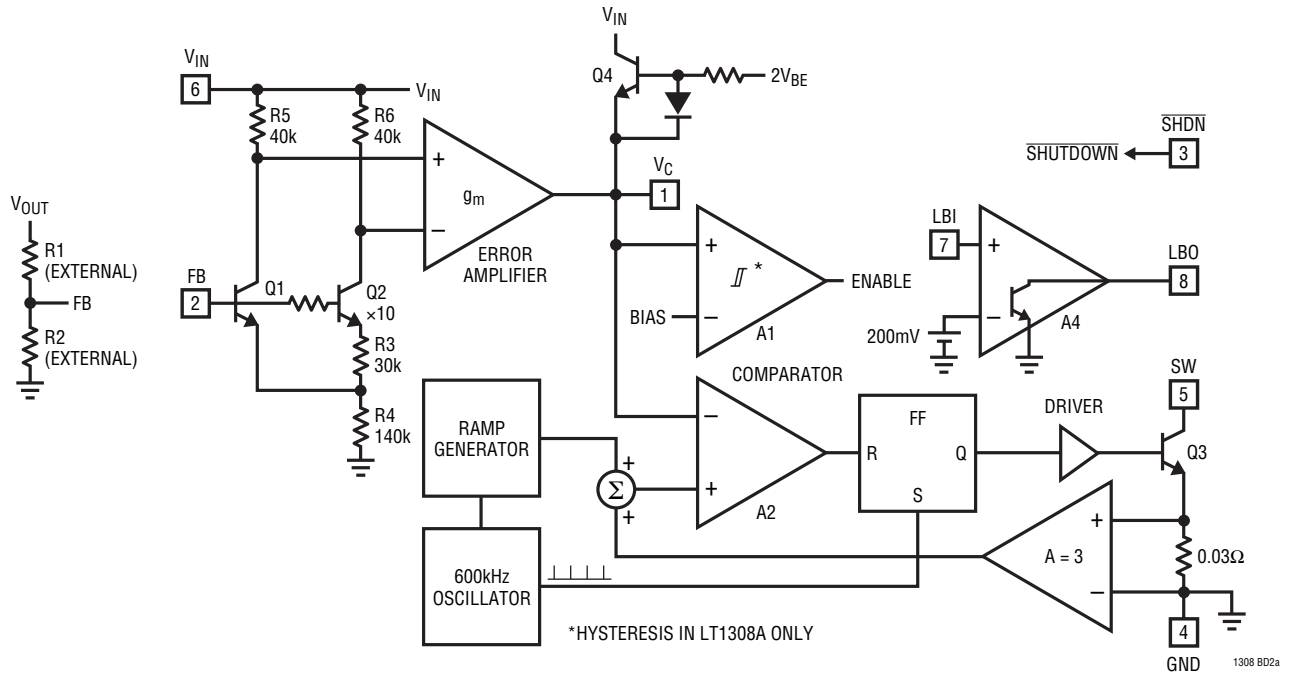 VIN
VIN
6
VIN
R5
40k
R6
40k
Q4
2VBE
SHDN
3
SHUTDOWN
+
gm
−
ERROR
AMPLIFIER
VC
1
VOUT
R1
(EXTERNAL)
FB
R2
(EXTERNAL)
FB
2
Q1
Q2
×10
R3
30k
R4
140k
+
*
ENABLE
BIAS
−
A1
LBI
7
+
LBO
8
−
200mV
A4
COMPARATOR
RAMP
GENERATOR
−
+
Σ
+
+
A2
FF
R
Q
S
DRIVER
SW
5
Q3
600kHz
OSCILLATOR
A = 3
+
−
0.03Ω
*HYSTERESIS IN LT1308A ONLY
4
GND
1308 BD2a